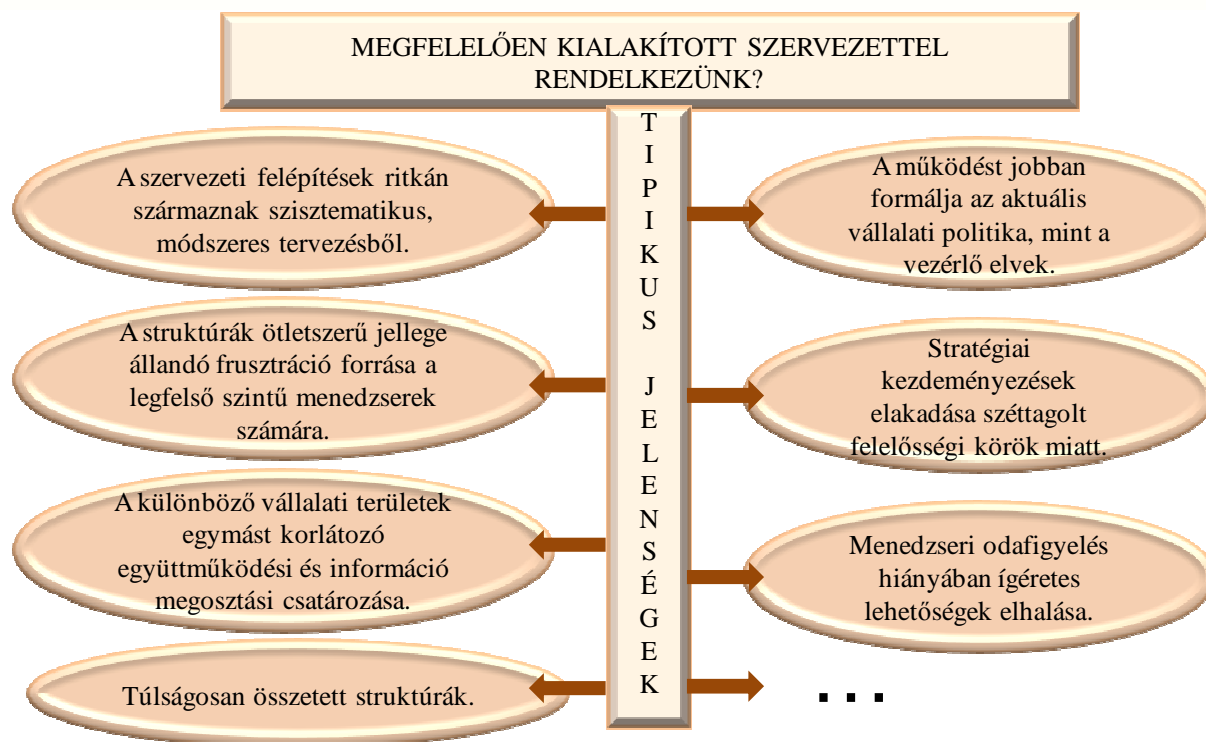 MEGFELELŐEN KIALAKÍTOTT SZERVEZETTEL
RENDELKEZÜNK?
TIPIKUS JELENSÉGEK
A szervezeti felépítések ritkán
származnak szisztematikus,
módszeres tervezésből.
A struktúrák ötletszerű jellege
állandó frusztráció forrása a
legfelső szintű menedzserek
számára.
A különböző vállalati területek
egymást korlátozó
együttműködési és információ
megosztási csatározása.
Túlságosan összetett struktúrák.
A működést jobban
formálja az aktuális
vállalati politika, mint a
vezérlő elvek.
Stratégiai
kezdeményezések
elakadása széttagolt
felelősségi körök miatt.
Menedzseri odafigyelés
hiányában ígéretes
lehetőségek elhalása.
...